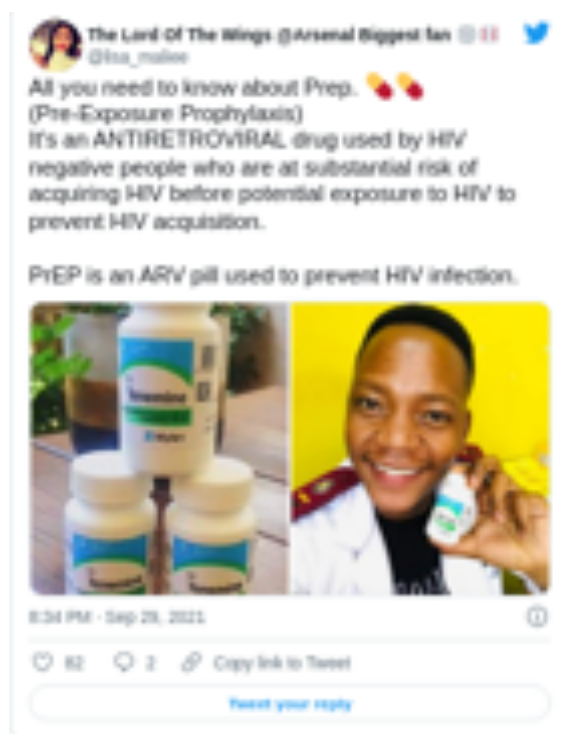 The Lord Of The Wings @Arsenal Biggest fan
@lisa_maliee
All you need to know about Prep.
(Pre-Exposure Prophylaxis)
It's an ANTIRETROVIRAL drug used by HIV
negative people who are at substantial risk of
acquiring HIV before potential exposure to HIV to
prevent HIV acquisition.
PrEP is an ARV pill used to prevent HIV infection.
8:34 PM · Sep 29, 2021
82 2 Copy link to Tweet
Tweet your reply